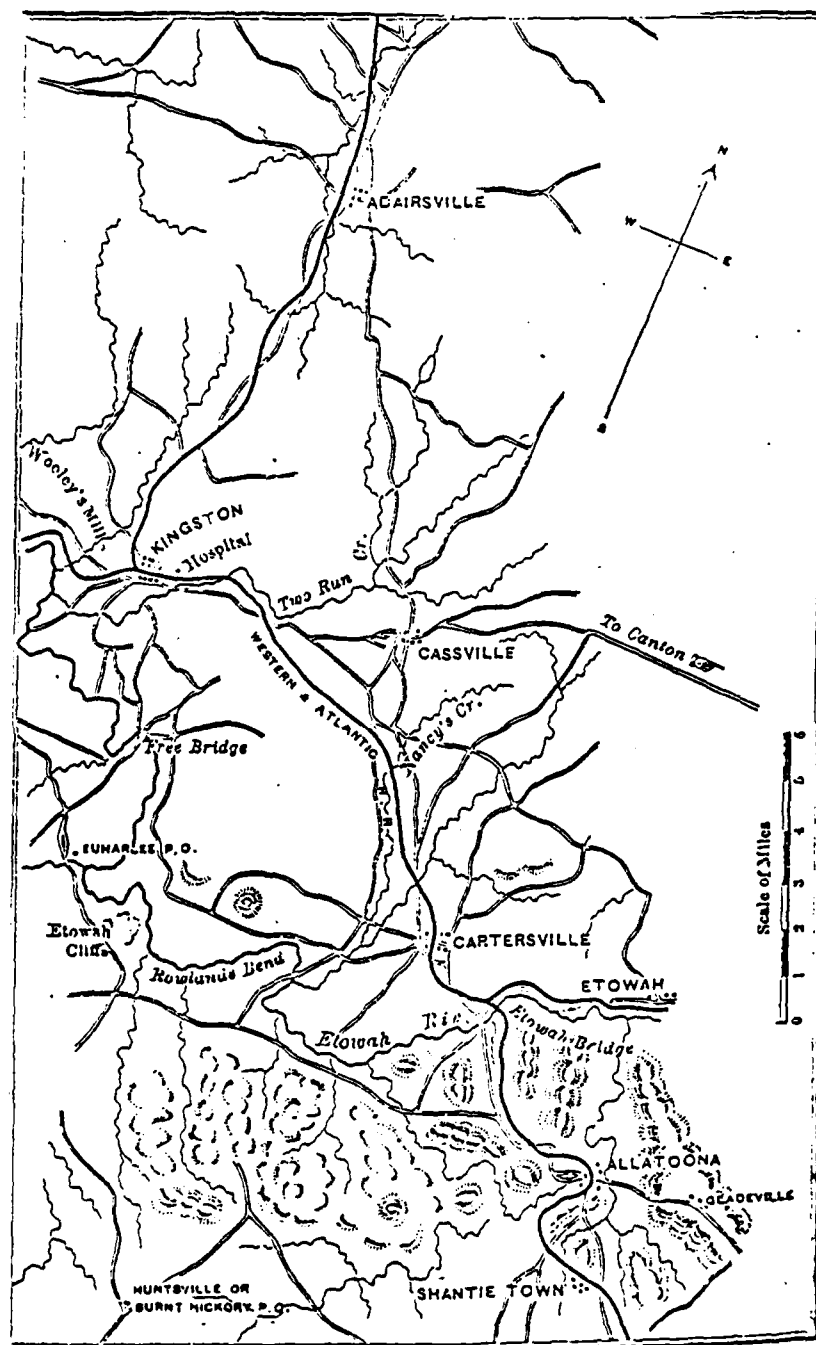 N
W
E
ADAIRSVILLE
Wooley's Mill
KINGSTON
Hospital
Two Run Cr.
CASSVILLE
To Canton
WESTERN & ATLANTIC R. R.
Nancy's Cr.
Free Bridge
EUHARLEE P.O.
Etowah
Cliffs
Rowlands Bend
CARTERSVILLE
ETOWAH
Etowah Riv
Etowah Bridge
ALLATOONA
GLADEVILLE
SHANTIE TOWN
HUNTSVILLE OR
BURNT HICKORY P.O.
Scale of Miles
0 1 2 3 4 5 6